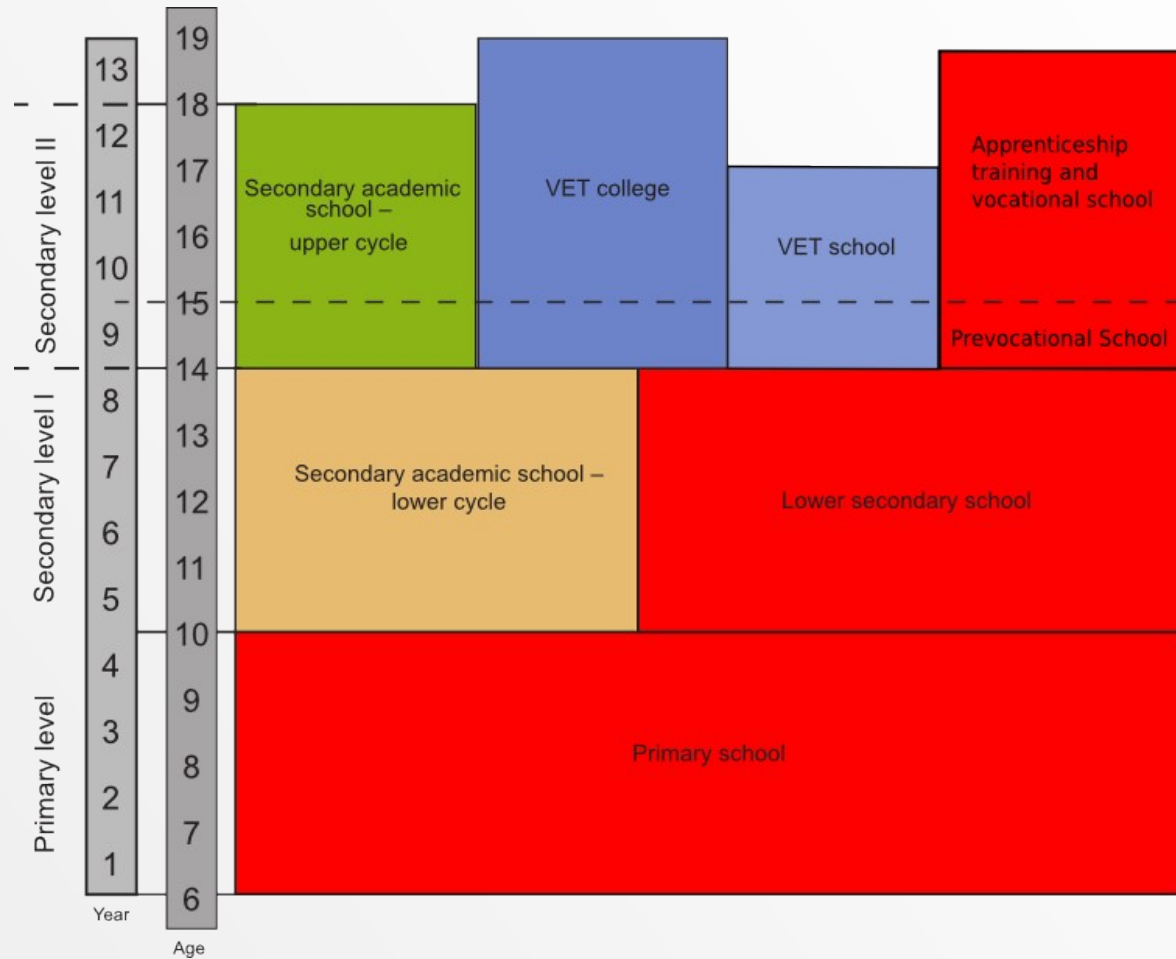 19
18
17
16
15
14
13
12
11
10
9
8
7
6
Age
13
12
11
10
9
8
7
6
5
4
3
2
1
Year
Secondary level II
Secondary level I
Primary level
Secondary academic
school –
upper cycle
VET college
VET school
Apprenticeship
training and
vocational school
Prevocational School
Secondary academic school –
lower cycle
Lower secondary school
Primary school